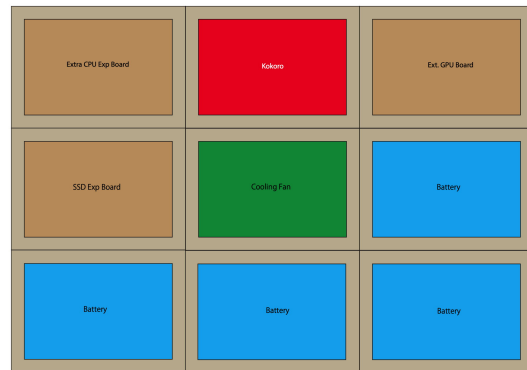 Extra CPU Exp Board
Kokoro
Ext. GPU Board
SSD Exp Board
Cooling Fan
Battery
Battery
Battery
Battery